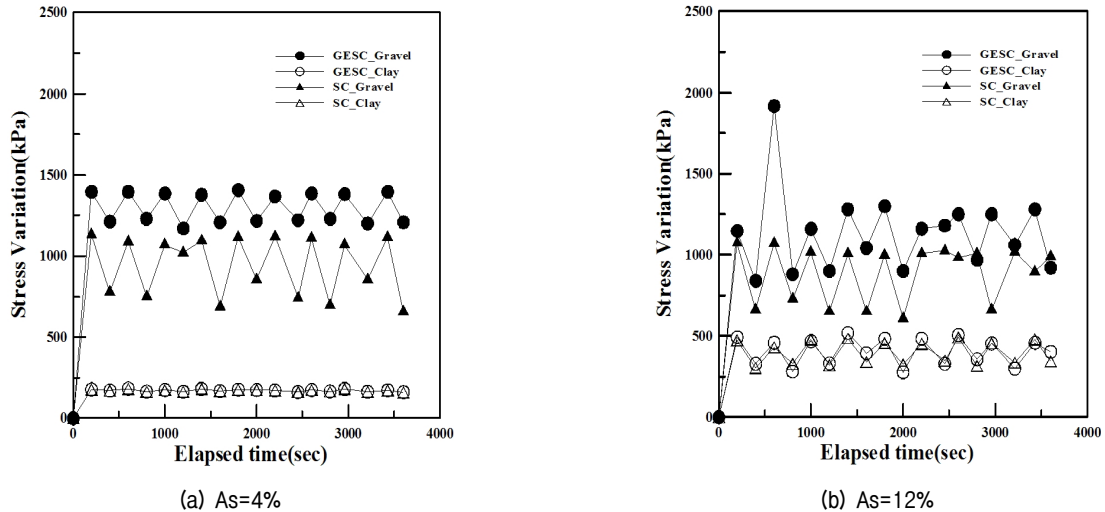 2500
2000
1500
1000
500
0
Stress Variation(kPa)
GESC_Gravel
GESC_Clay
SC_Gravel
SC_Clay
0
1000
2000
3000
4000
Elapsed time(sec)
(a) As=4%
2500
2000
1500
1000
500
0
Stress Variation(kPa)
GESC_Gravel
GESC_Clay
SC_Gravel
SC_Clay
0
1000
2000
3000
4000
Elapsed time(sec)
(b) As=12%